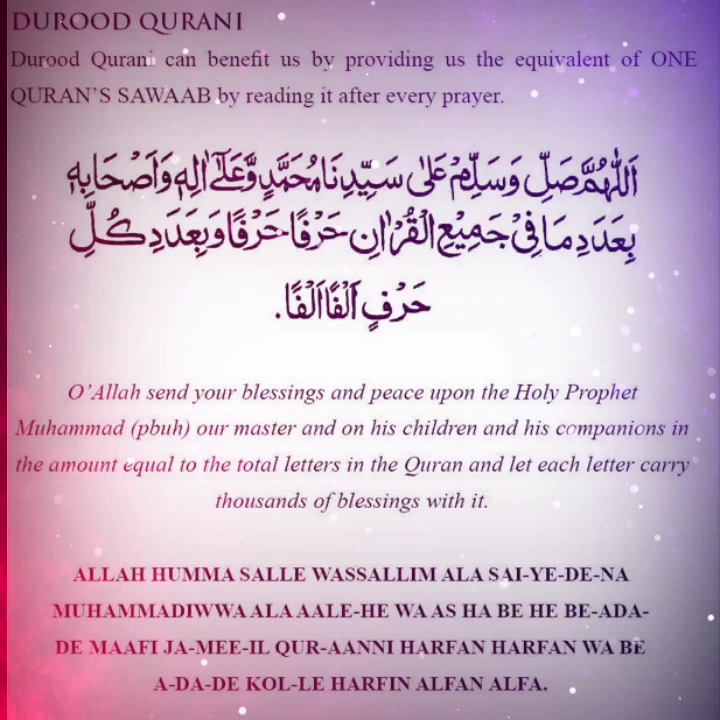 DUROOD QURANI
Durood Qurani can benefit us by providing us the equivalent of ONE
QURAN'S SAWAAB by reading it after every prayer.
اَللّٰهُمَّ صَلِّ وَسَلِّمْ عَلٰى سَيِّدِنَا مُحَمَّدٍ وَّعَلٰٓى اٰلِهٖ وَاَصْحَابِهٖ
بِعَدَدِ مَا فِىْ جَمِيْعِ الْقُرْاٰنِ حَرْفًا حَرْفًا وَبِعَدَدِ كُلِّ
حَرْفٍ اَلْفًا اَلْفًا.
O'Allah send your blessings and peace upon the Holy Prophet
Muhammad (pbuh) our master and on his children and his companions in
the amount equal to the total letters in the Quran and let each letter carry
thousands of blessings with it.
ALLAH HUMMA SALLE WASSALLIM ALA SAI-YE-DE-NA
MUHAMMADIWWA ALA AALE-HE WA AS HA BE HE BE-ADA-
DE MAAFI JA-MEE-IL QUR-AANNI HARFAN HARFAN WA BE
A-DA-DE KOL-LE HARFIN ALFAN ALFA.